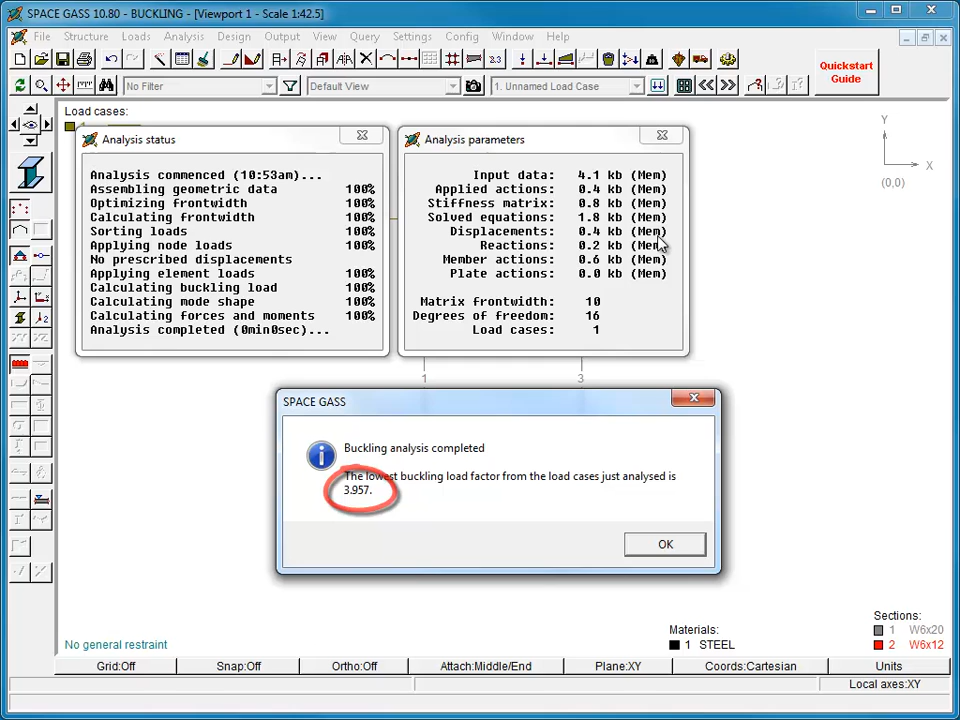 SPACE GASS 10.80 - BUCKLING - [Viewport 1 - Scale 1:42.5]
File Structure Loads Analysis Design Output View Query Settings Config Window Help
2.3
Quickstart
Guide
No Filter
Default View
1. Unnamed Load Case
Load cases:
Analysis status
Analysis commenced (10:53am)...
Assembling geometric data 100%
Optimizing frontwidth 100%
Calculating frontwidth 100%
Sorting loads 100%
Applying node loads 100%
No prescribed displacements
Applying element loads 100%
Calculating buckling load 100%
Calculating mode shape 100%
Calculating forces and moments 100%
Analysis completed (0min0sec)...
Analysis parameters
Input data: 4.1 kb (Mem)
Applied actions: 0.4 kb (Mem)
Stiffness matrix: 0.8 kb (Mem)
Solved equations: 1.8 kb (Mem)
Displacements: 0.4 kb (Mem)
Reactions: 0.2 kb (Mem)
Member actions: 0.6 kb (Mem)
Plate actions: 0.0 kb (Mem)
Matrix frontwidth: 10
Degrees of freedom: 16
Load cases: 1
Y
X
(0,0)
1
3
SPACE GASS
Buckling analysis completed
The lowest buckling load factor from the load cases just analysed is
3.957.
OK
Sections:
1 W6x20
2 W6x12
Materials:
1 STEEL
No general restraint
Grid:Off
Snap:Off
Ortho:Off
Attach:Middle/End
Plane:XY
Coords:Cartesian
Units
Local axes:XY